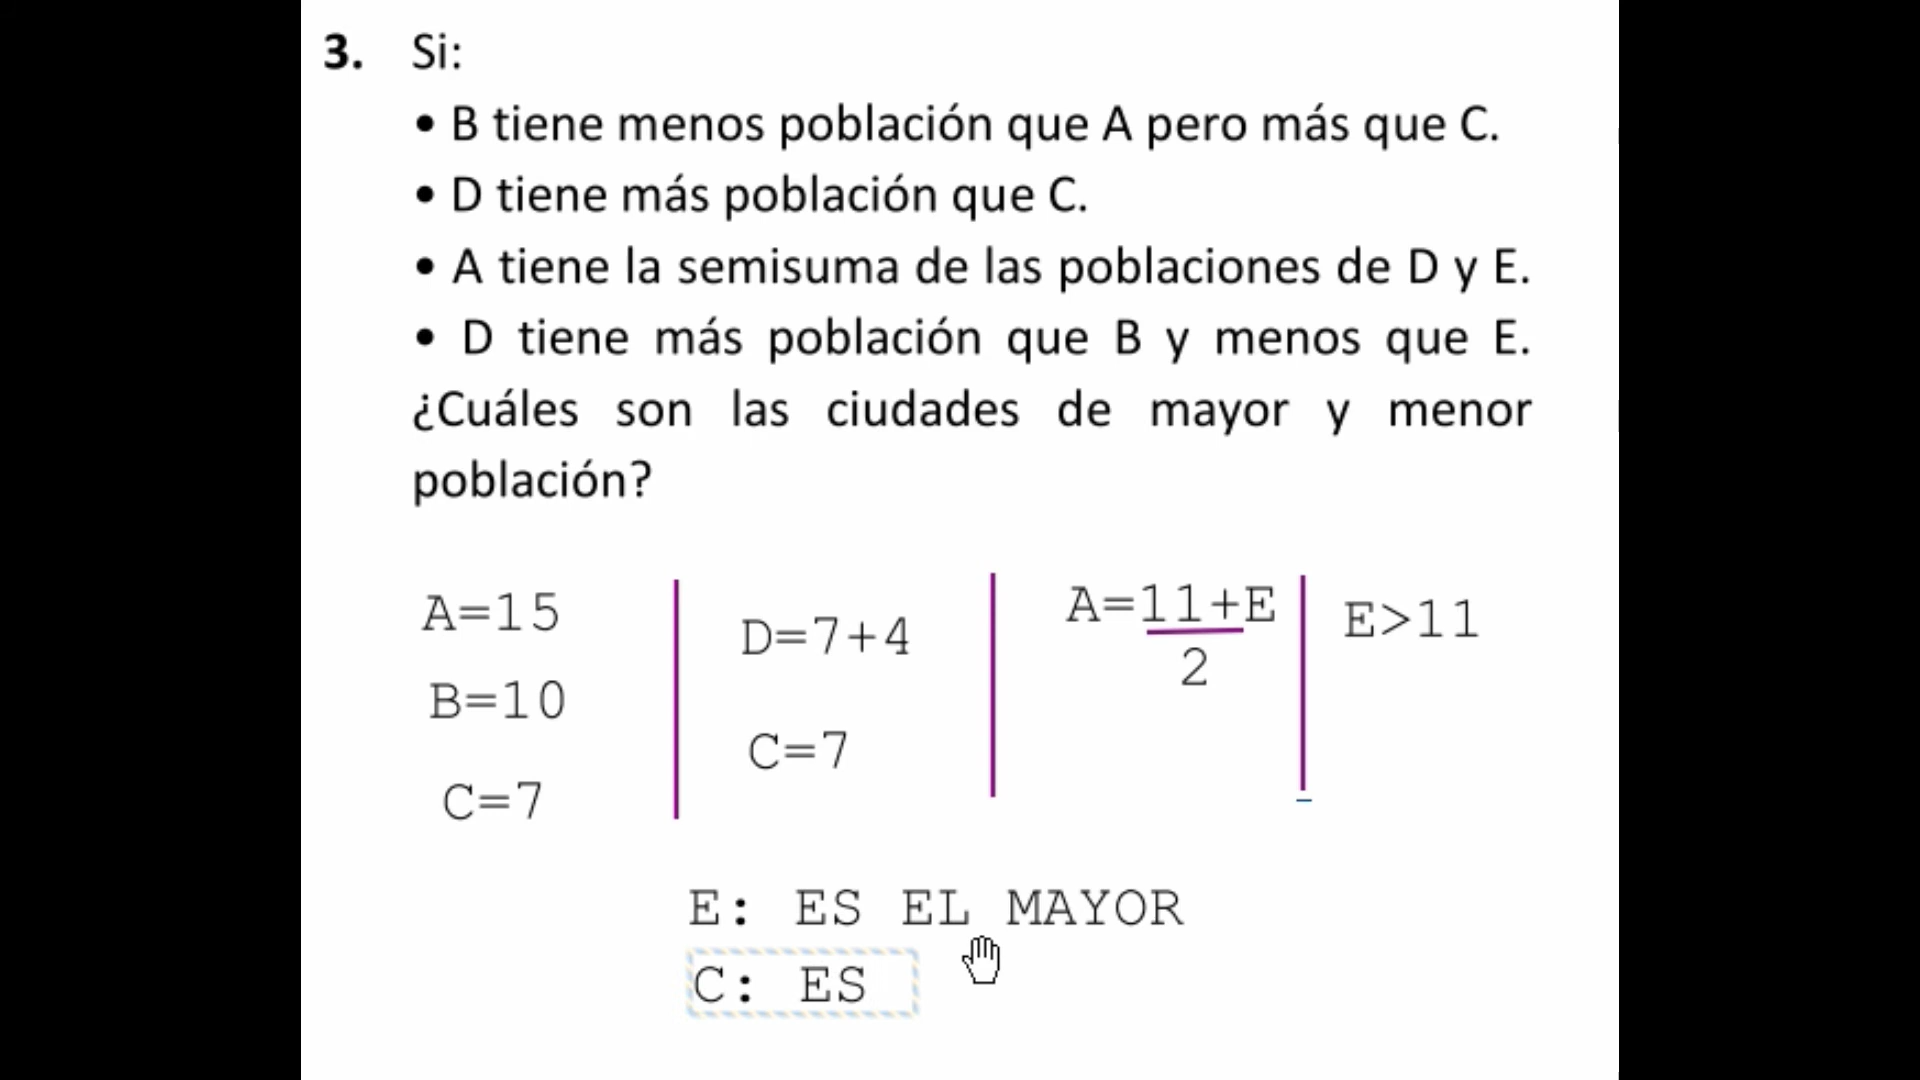 3. Si:
• B tiene menos población que A pero más que C.
• D tiene más población que C.
• A tiene la semisuma de las poblaciones de D y E.
• D tiene más población que B y menos que E.
¿Cuáles son las ciudades de mayor y menor
población?
A=15
B=10
C=7
D=7+4
C=7
A=11+E
2
E>11
E: ES EL MAYOR
C: ES